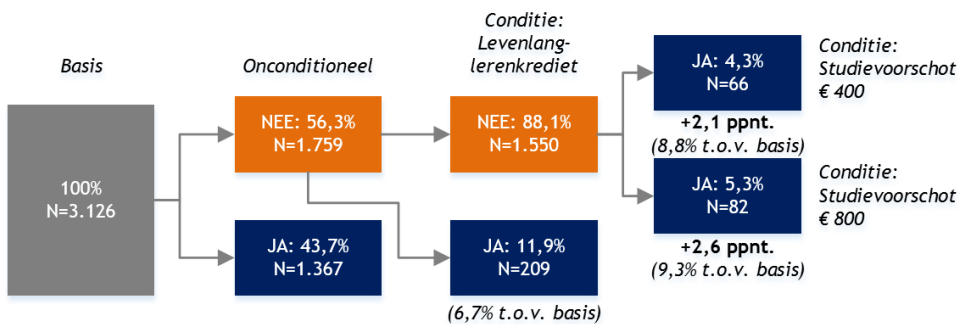 Basis
100%
N=3.126
Onconditioneel
NEE: 56,3%
N=1.759
JA: 43,7%
N=1.367
Conditie:
Levenlang-
lerenkrediet
NEE: 88,1%
N=1.550
JA: 11,9%
N=209
(6,7% t.o.v. basis)
JA: 4,3%
N=66
+2,1 ppnt.
(8,8% t.o.v. basis)
Conditie:
Studievoorschot
€ 400
JA: 5,3%
N=82
+2,6 ppnt.
(9,3% t.o.v. basis)
Conditie:
Studievoorschot
€ 800